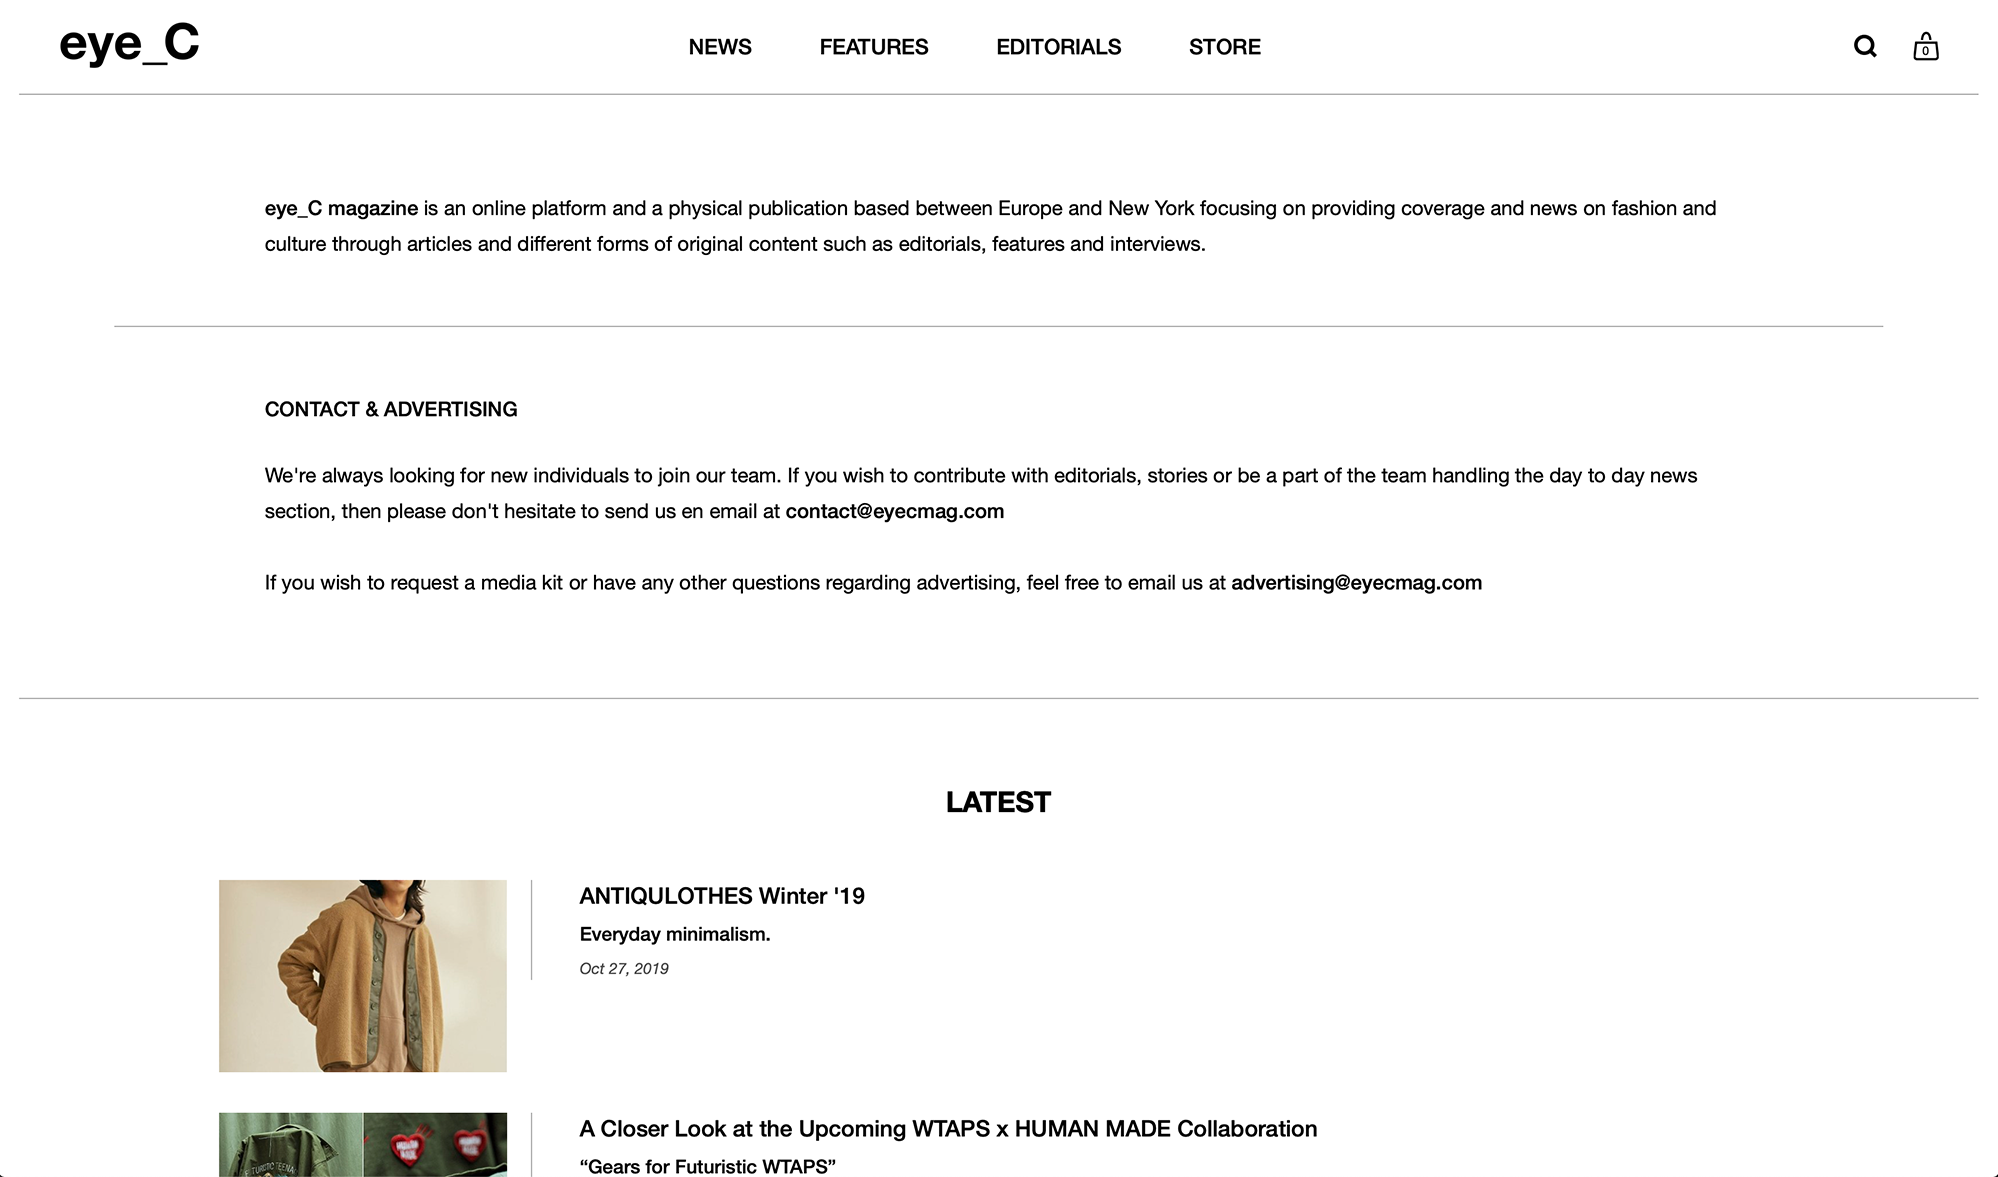 eye_C
NEWS
FEATURES
EDITORIALS
STORE
0
eye_C magazine is an online platform and a physical publication based between Europe and New York focusing on providing coverage and news on fashion and
culture through articles and different forms of original content such as editorials, features and interviews.
CONTACT & ADVERTISING
We're always looking for new individuals to join our team. If you wish to contribute with editorials, stories or be a part of the team handling the day to day news
section, then please don't hesitate to send us en email at contact@eyecmag.com
If you wish to request a media kit or have any other questions regarding advertising, feel free to email us at advertising@eyecmag.com
LATEST
ANTIQULOTHES Winter '19
Everyday minimalism.
Oct 27, 2019
A Closer Look at the Upcoming WTAPS x HUMAN MADE Collaboration
“Gears for Futuristic WTAPS”